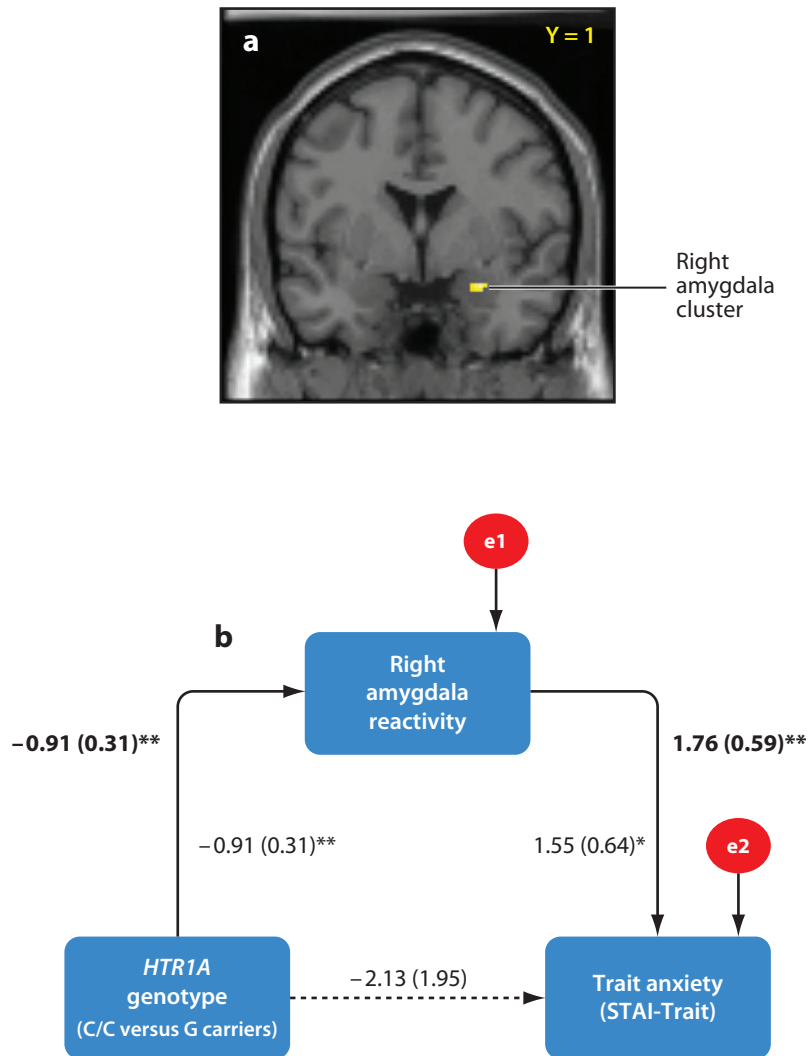 a
Y = 1
Right
amygdala
cluster
e1
b
Right
amygdala
reactivity
–0.91 (0.31)**
1.76 (0.59)**
–0.91 (0.31)**
1.55 (0.64)*
e2
HTR1A
genotype
(C/C versus G carriers)
–2.13 (1.95)
Trait anxiety
(STAI-Trait)